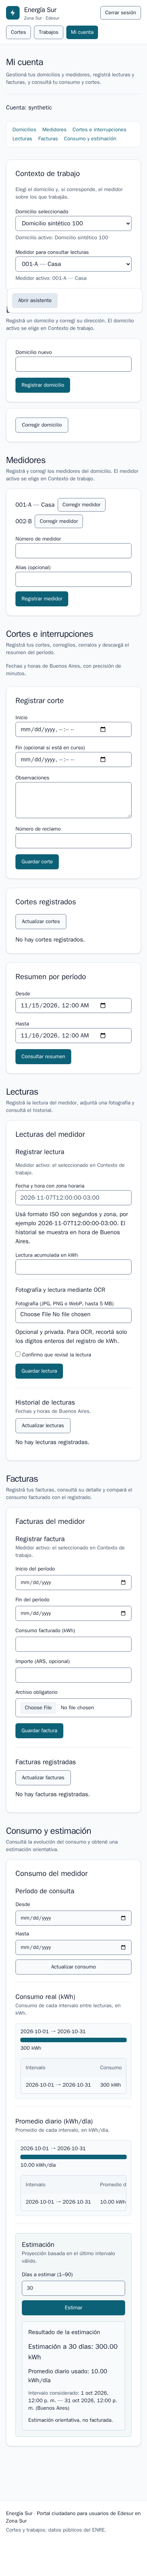 Energía Sur
Zona Sur · Edesur
Cerrar sesión
Cortes
Trabajos
Mi cuenta
Mi cuenta
Gestioná tus domicilios y medidores, registrá lecturas y
facturas, y consultá tu consumo y cortes.
Cuenta: synthetic
Domicilios
Medidores
Cortes e interrupciones
Lecturas
Facturas
Consumo y estimación
Contexto de trabajo
Elegí el domicilio y, si corresponde, el medidor
sobre los que trabajás.
Domicilio seleccionado
Domicilio sintético 100
Domicilio activo: Domicilio sintético 100
Medidor para consultar lecturas
001-A — Casa
Medidor activo: 001-A — Casa
Abrir asistente
Registrá un domicilio y corregí su dirección. El domicilio
activo se elige en Contexto de trabajo.
Domicilio nuevo
Registrar domicilio
Corregir domicilio
Medidores
Registrá y corregí los medidores del domicilio. El medidor
activo se elige en Contexto de trabajo.
001-A — Casa
Corregir medidor
002-B
Corregir medidor
Número de medidor
Alias (opcional)
Registrar medidor
Cortes e interrupciones
Registrá tus cortes, corregilos, cerralos y descargá el
resumen del período.
Fechas y horas de Buenos Aires, con precisión de
minutos.
Registrar corte
Inicio
mm/dd/yyyy, --:-- --
Fin (opcional si está en curso)
mm/dd/yyyy, --:-- --
Observaciones
Número de reclamo
Guardar corte
Cortes registrados
Actualizar cortes
No hay cortes registrados.
Resumen por período
Desde
11/15/2026, 12:00 AM
Hasta
11/16/2026, 12:00 AM
Consultar resumen
Lecturas
Registrá la lectura del medidor, adjuntá una fotografía y
consultá el historial.
Lecturas del medidor
Registrar lectura
Medidor activo: el seleccionado en Contexto de
trabajo.
Fecha y hora con zona horaria
2026-11-07T12:00:00-03:00
Usá formato ISO con segundos y zona, por
ejemplo 2026-11-07T12:00:00-03:00. El
historial se muestra en hora de Buenos
Aires.
Lectura acumulada en kWh
Fotografía y lectura mediante OCR
Fotografía (JPG, PNG o WebP, hasta 5 MB)
Choose File No file chosen
Opcional y privada. Para OCR, recortá solo
los dígitos enteros del registro de kWh.
Confirmo que revisé la lectura
Guardar lectura
Historial de lecturas
Fechas y horas de Buenos Aires.
Actualizar lecturas
No hay lecturas registradas.
Facturas
Registrá tus facturas, consultá su detalle y compará el
consumo facturado con el registrado.
Facturas del medidor
Registrar factura
Medidor activo: el seleccionado en Contexto de
trabajo.
Inicio del período
mm/dd/yyyy
Fin del período
mm/dd/yyyy
Consumo facturado (kWh)
Importe (ARS, opcional)
Archivo obligatorio
Choose File No file chosen
Guardar factura
Facturas registradas
Actualizar facturas
No hay facturas registradas.
Consumo y estimación
Consultá la evolución de consumo y obtené una
estimación orientativa.
Consumo del medidor
Período de consulta
Desde
mm/dd/yyyy
Hasta
mm/dd/yyyy
Actualizar consumo
Consumo real (kWh)
Consumo de cada intervalo entre lecturas, en
kWh.
2026-10-01 → 2026-10-31
300 kWh
Intervalo Consumo
2026-10-01 → 2026-10-31 300 kWh
Promedio diario (kWh/día)
Promedio de cada intervalo, en kWh/día.
2026-10-01 → 2026-10-31
10.00 kWh/día
Intervalo Promedio d
2026-10-01 → 2026-10-31 10.00 kWh
Estimación
Proyección basada en el último intervalo
válido.
Días a estimar (1–90)
30
Estimar
Resultado de la estimación
Estimación a 30 días: 300.00
kWh
Promedio diario usado: 10.00
kWh/día
Intervalo considerado: 1 oct 2026,
12:00 p. m. — 31 oct 2026, 12:00 p.
m. (Buenos Aires)
Estimación orientativa, no facturada.
Energía Sur · Portal ciudadano para usuarios de Edesur en
Zona Sur
Cortes y trabajos: datos públicos del ENRE.